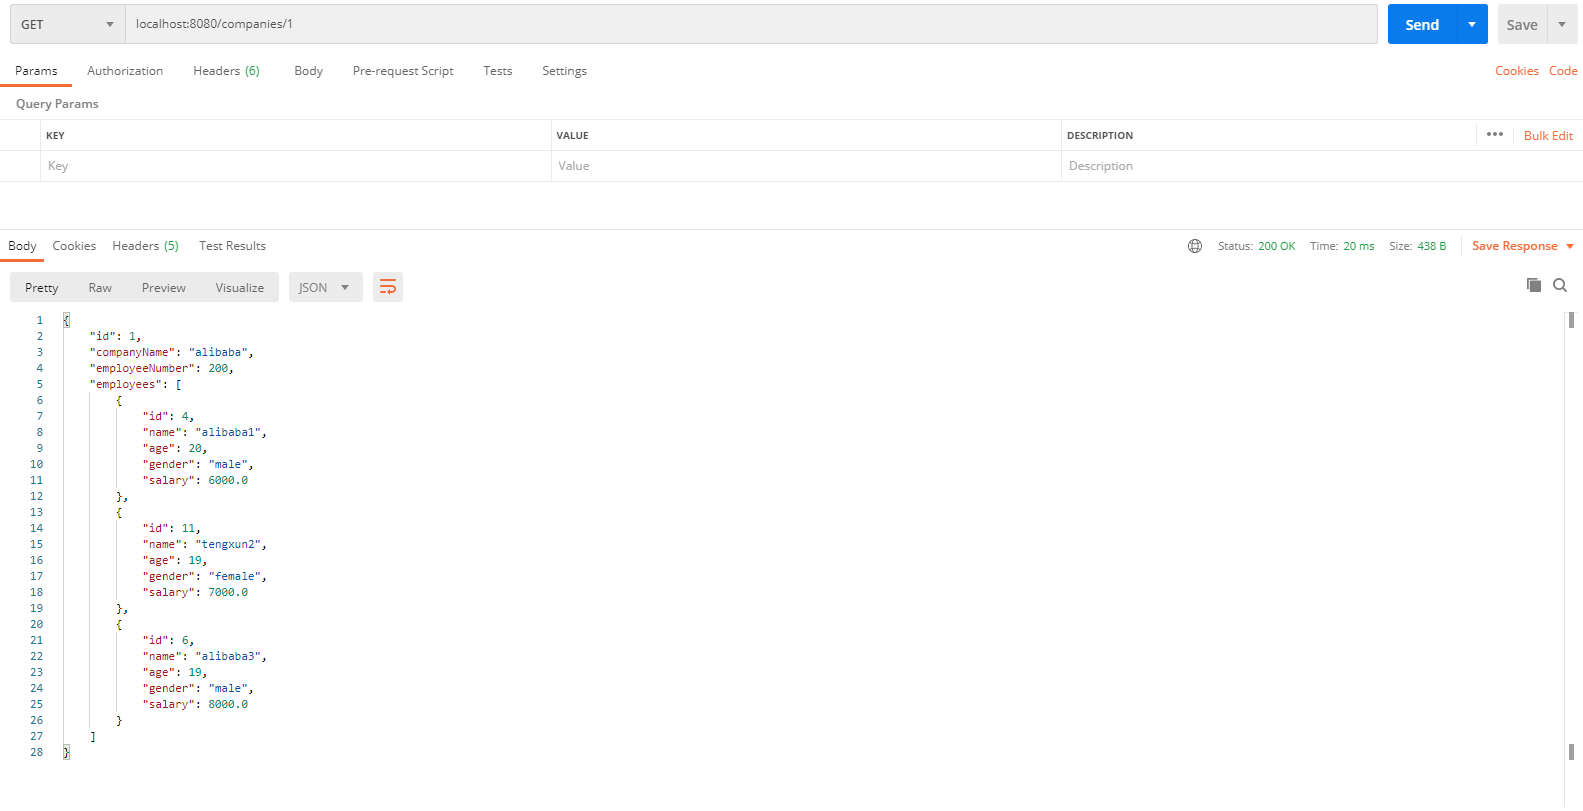 GET localhost:8080/companies/1 Send Save
Params Authorization Headers (6) Body Pre-request Script Tests Settings Cookies Code
Query Params
KEY VALUE DESCRIPTION ••• Bulk Edit
Key Value Description
Body Cookies Headers (5) Test Results Status: 200 OK Time: 20 ms Size: 438 B Save Response
Pretty Raw Preview Visualize JSON
1 {
2 "id": 1,
3 "companyName": "alibaba",
4 "employeeNumber": 200,
5 "employees": [
6 {
7 "id": 4,
8 "name": "alibaba1",
9 "age": 20,
10 "gender": "male",
11 "salary": 6000.0
12 },
13 {
14 "id": 11,
15 "name": "tengxun2",
16 "age": 19,
17 "gender": "female",
18 "salary": 7000.0
19 },
20 {
21 "id": 6,
22 "name": "alibaba3",
23 "age": 19,
24 "gender": "male",
25 "salary": 8000.0
26 }
27 ]
28 }